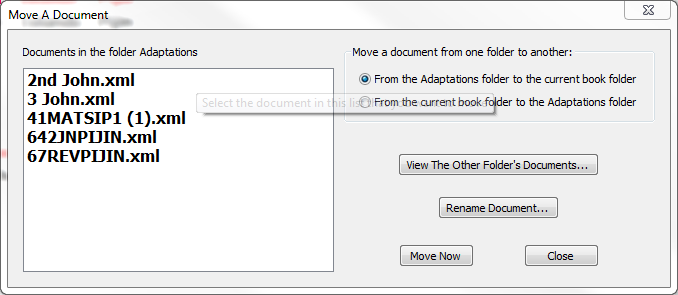 Move A Document
Documents in the folder Adaptations
2nd John.xml
3 John.xml
41MATSIP1 (1).xml
642JNPIJIN.xml
67REVPIJIN.xml
Select the document in this list
Move a document from one folder to another:
From the Adaptations folder to the current book folder
From the current book folder to the Adaptations folder
View The Other Folder's Documents...
Rename Document...
Move Now
Close